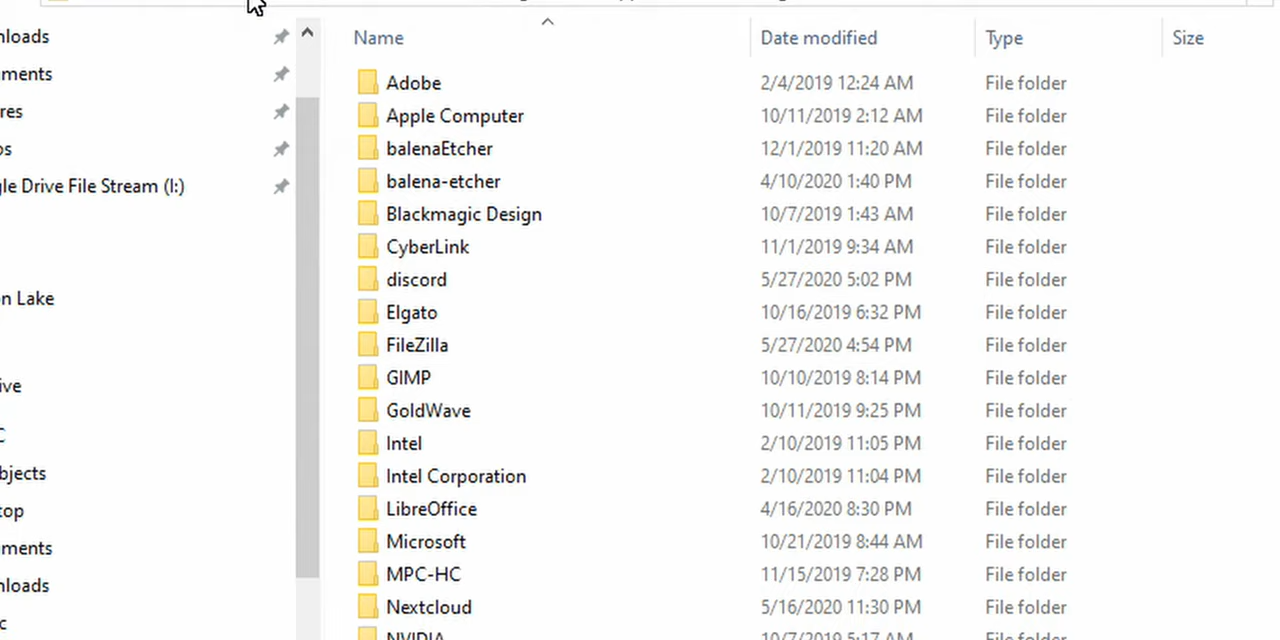 Name Date modified Type Size
nloads
ments
res
os
gle Drive File Stream (I:)
on Lake
ive
C
bjects
top
ments
nloads
c
Adobe 2/4/2019 12:24 AM File folder
Apple Computer 10/11/2019 2:12 AM File folder
balenaEtcher 12/1/2019 11:20 AM File folder
balena-etcher 4/10/2020 1:40 PM File folder
Blackmagic Design 10/7/2019 1:43 AM File folder
CyberLink 11/1/2019 9:34 AM File folder
discord 5/27/2020 5:02 PM File folder
Elgato 10/16/2019 6:32 PM File folder
FileZilla 5/27/2020 4:54 PM File folder
GIMP 10/10/2019 8:14 PM File folder
GoldWave 10/11/2019 9:25 PM File folder
Intel 2/10/2019 11:05 PM File folder
Intel Corporation 2/10/2019 11:04 PM File folder
LibreOffice 4/16/2020 8:30 PM File folder
Microsoft 10/21/2019 8:44 AM File folder
MPC-HC 11/15/2019 7:28 PM File folder
Nextcloud 5/16/2020 11:30 PM File folder
NVIDIA 10/7/2019 5:17 AM File folder